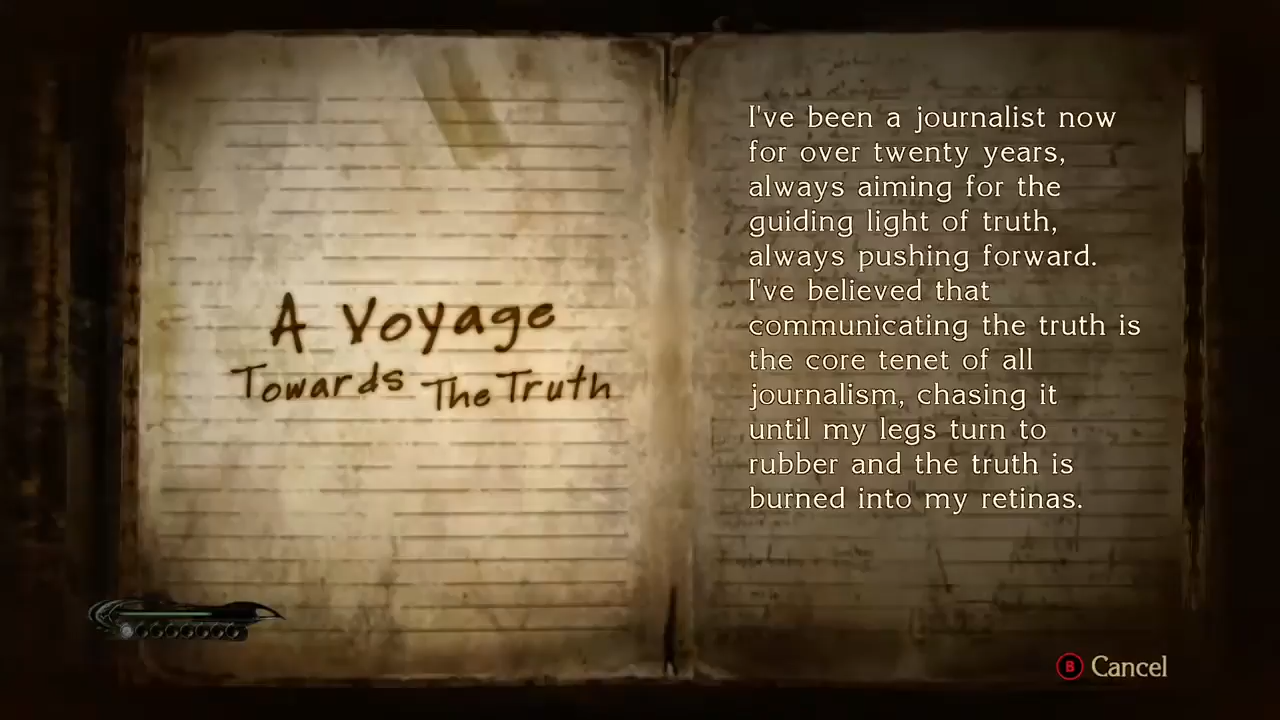 A Voyage
Towards The Truth
I've been a journalist now
for over twenty years,
always aiming for the
guiding light of truth,
always pushing forward.
I've believed that
communicating the truth is
the core tenet of all
journalism, chasing it
until my legs turn to
rubber and the truth is
burned into my retinas.
B Cancel